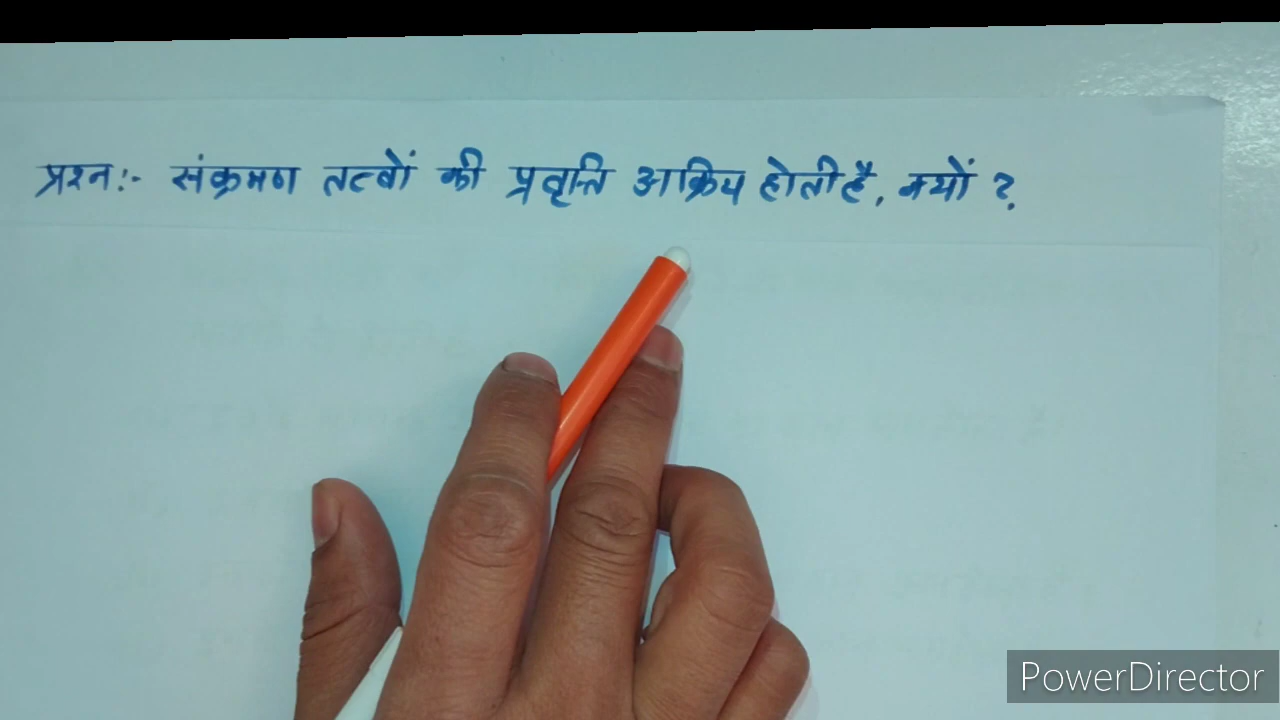 प्रश्न:- संक्रमण तत्वों की प्रवृत्ति आक्रिय होती है, क्यों ?
PowerDirector